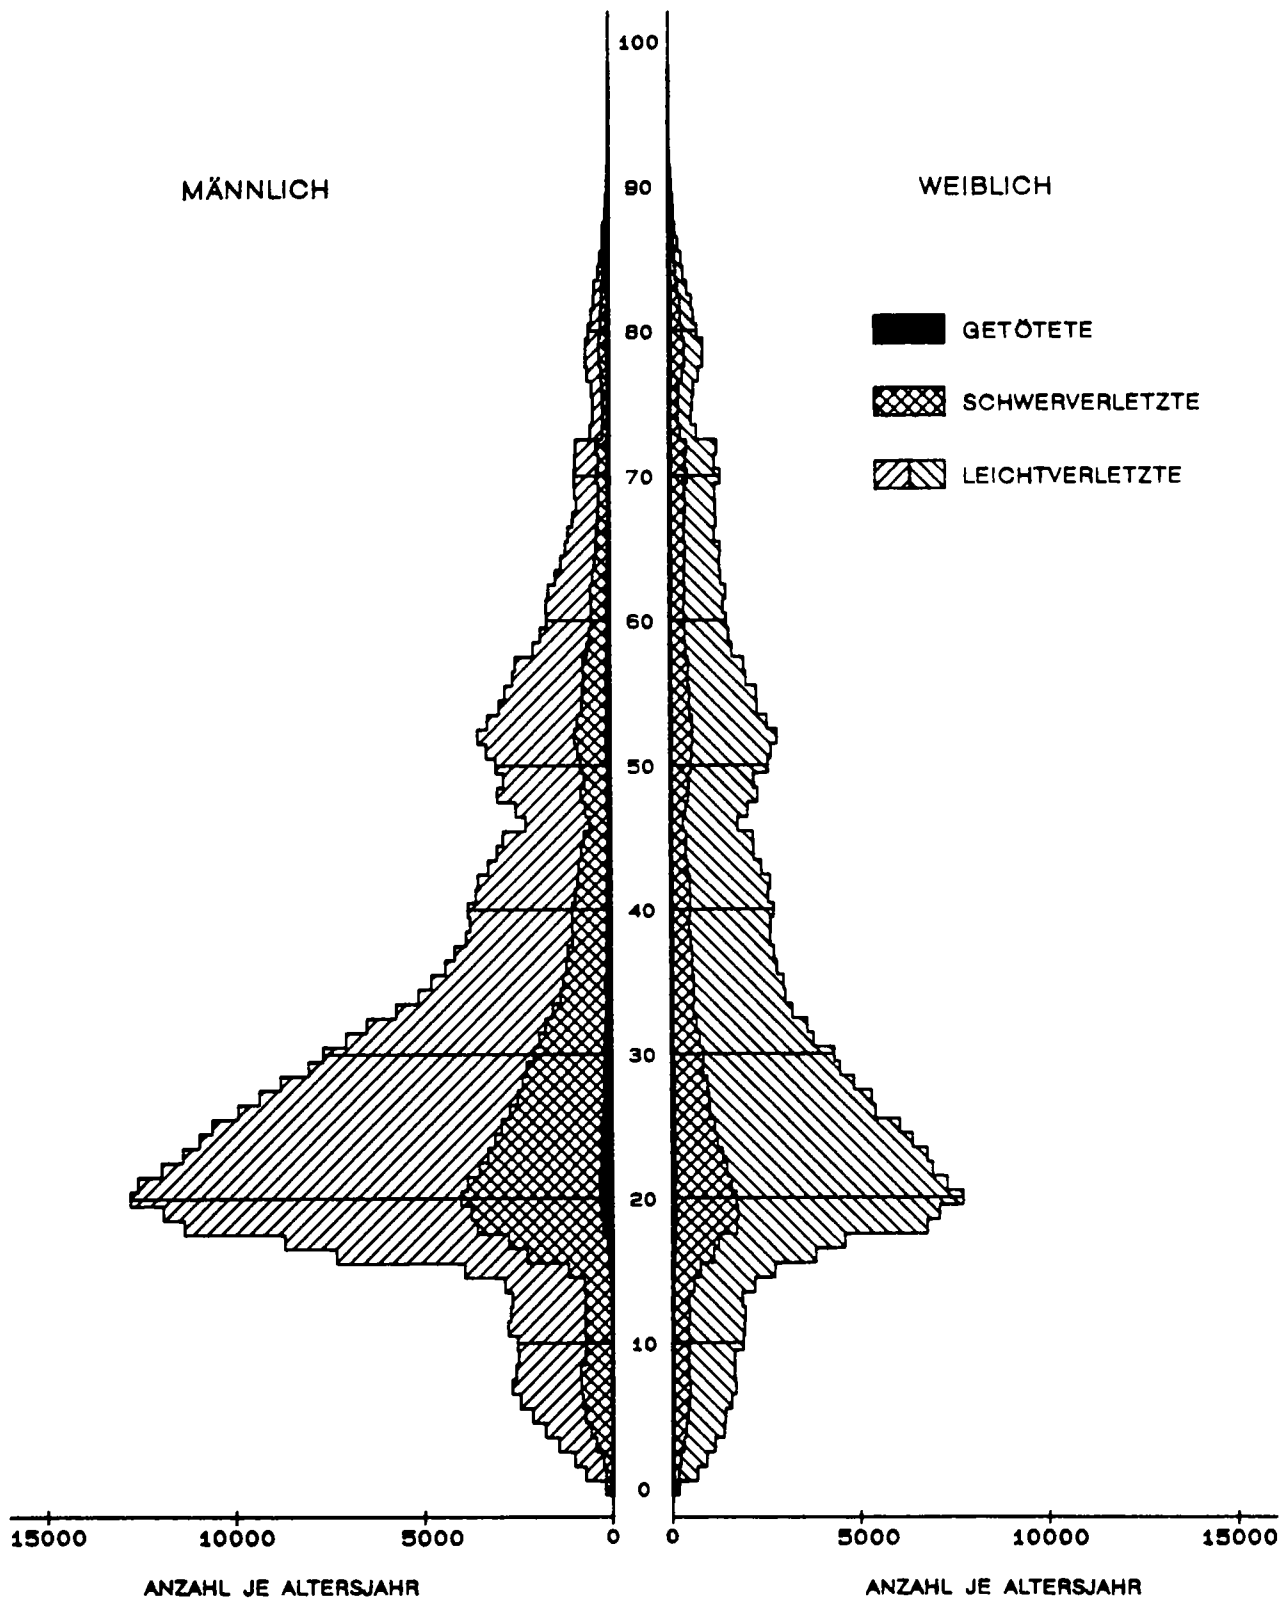 100
MÄNNLICH 90 WEIBLICH
80 GETÖTETE
SCHWERVERLETZTE
70 LEICHTVERLETZTE
60
50
40
30
20
10
0
15000 10000 5000 0 0 5000 10000 15000
ANZAHL JE ALTERSJAHR ANZAHL JE ALTERSJAHR